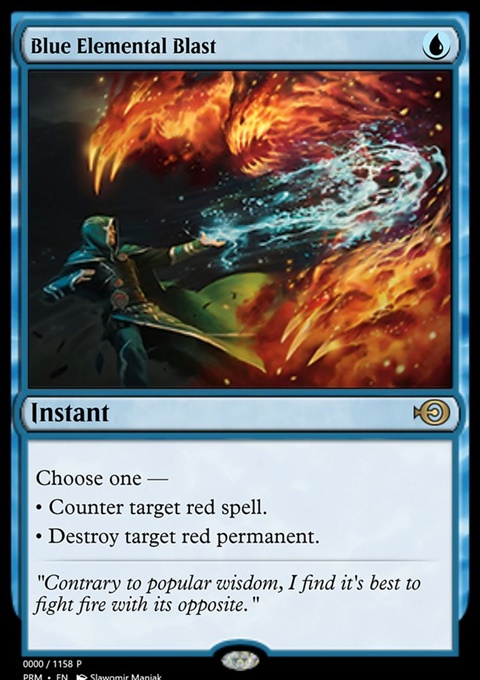 Blue Elemental Blast
Instant
Choose one —
• Counter target red spell.
• Destroy target red permanent.
"Contrary to popular wisdom, I find it's best to
fight fire with its opposite."
0000 / 1158 P
PRM • EN Slawomir Maniak